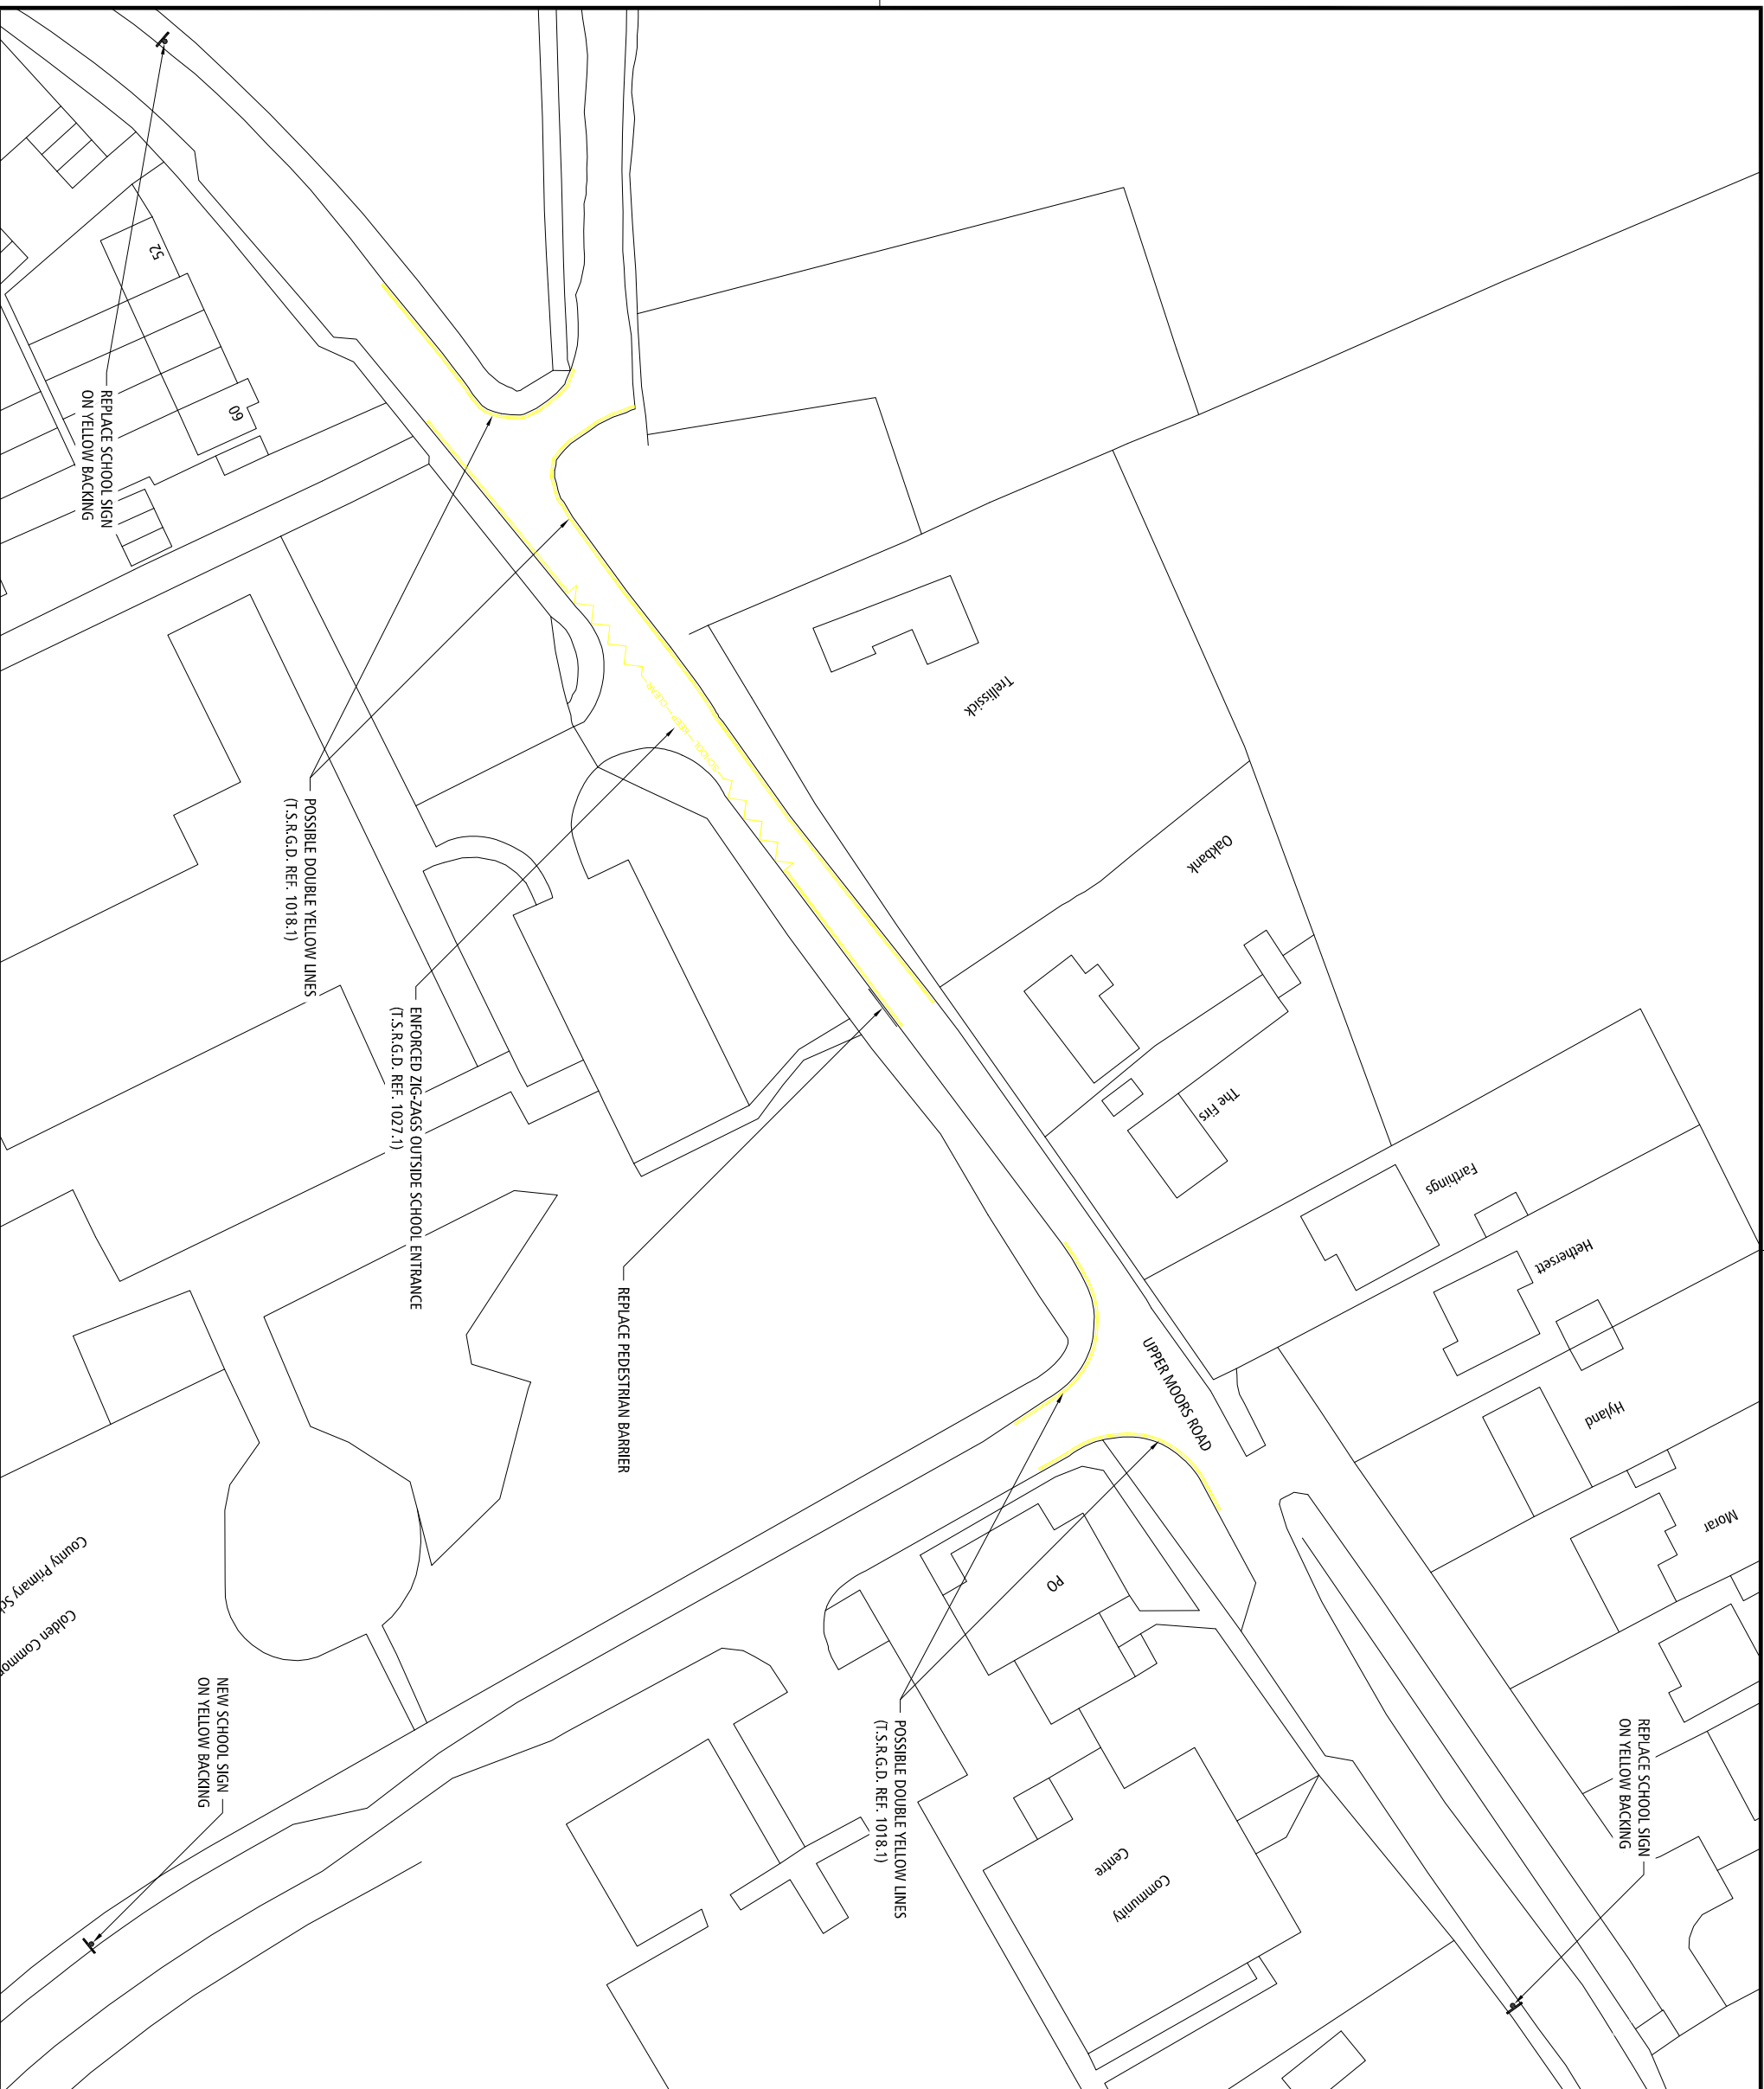 REPLACE SCHOOL SIGN
ON YELLOW BACKING
52
60
POSSIBLE DOUBLE YELLOW LINES
(T.S.R.G.D. REF. 1018.1)
ENFORCED ZIG-ZAGS OUTSIDE SCHOOL ENTRANCE
(T.S.R.G.D. REF. 1027.1)
REPLACE PEDESTRIAN BARRIER
Trellissick
Oakbank
The Firs
Farthings
Hethersett
Hyland
Morar
UPPER MOORS ROAD
PO
POSSIBLE DOUBLE YELLOW LINES
(T.S.R.G.D. REF. 1018.1)
Community
Centre
REPLACE SCHOOL SIGN
ON YELLOW BACKING
NEW SCHOOL SIGN
ON YELLOW BACKING
Colden Common
County Primary Sch